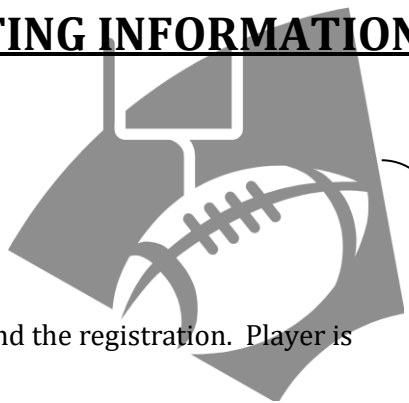 TING INFORMATION
nd the registration.  Player is